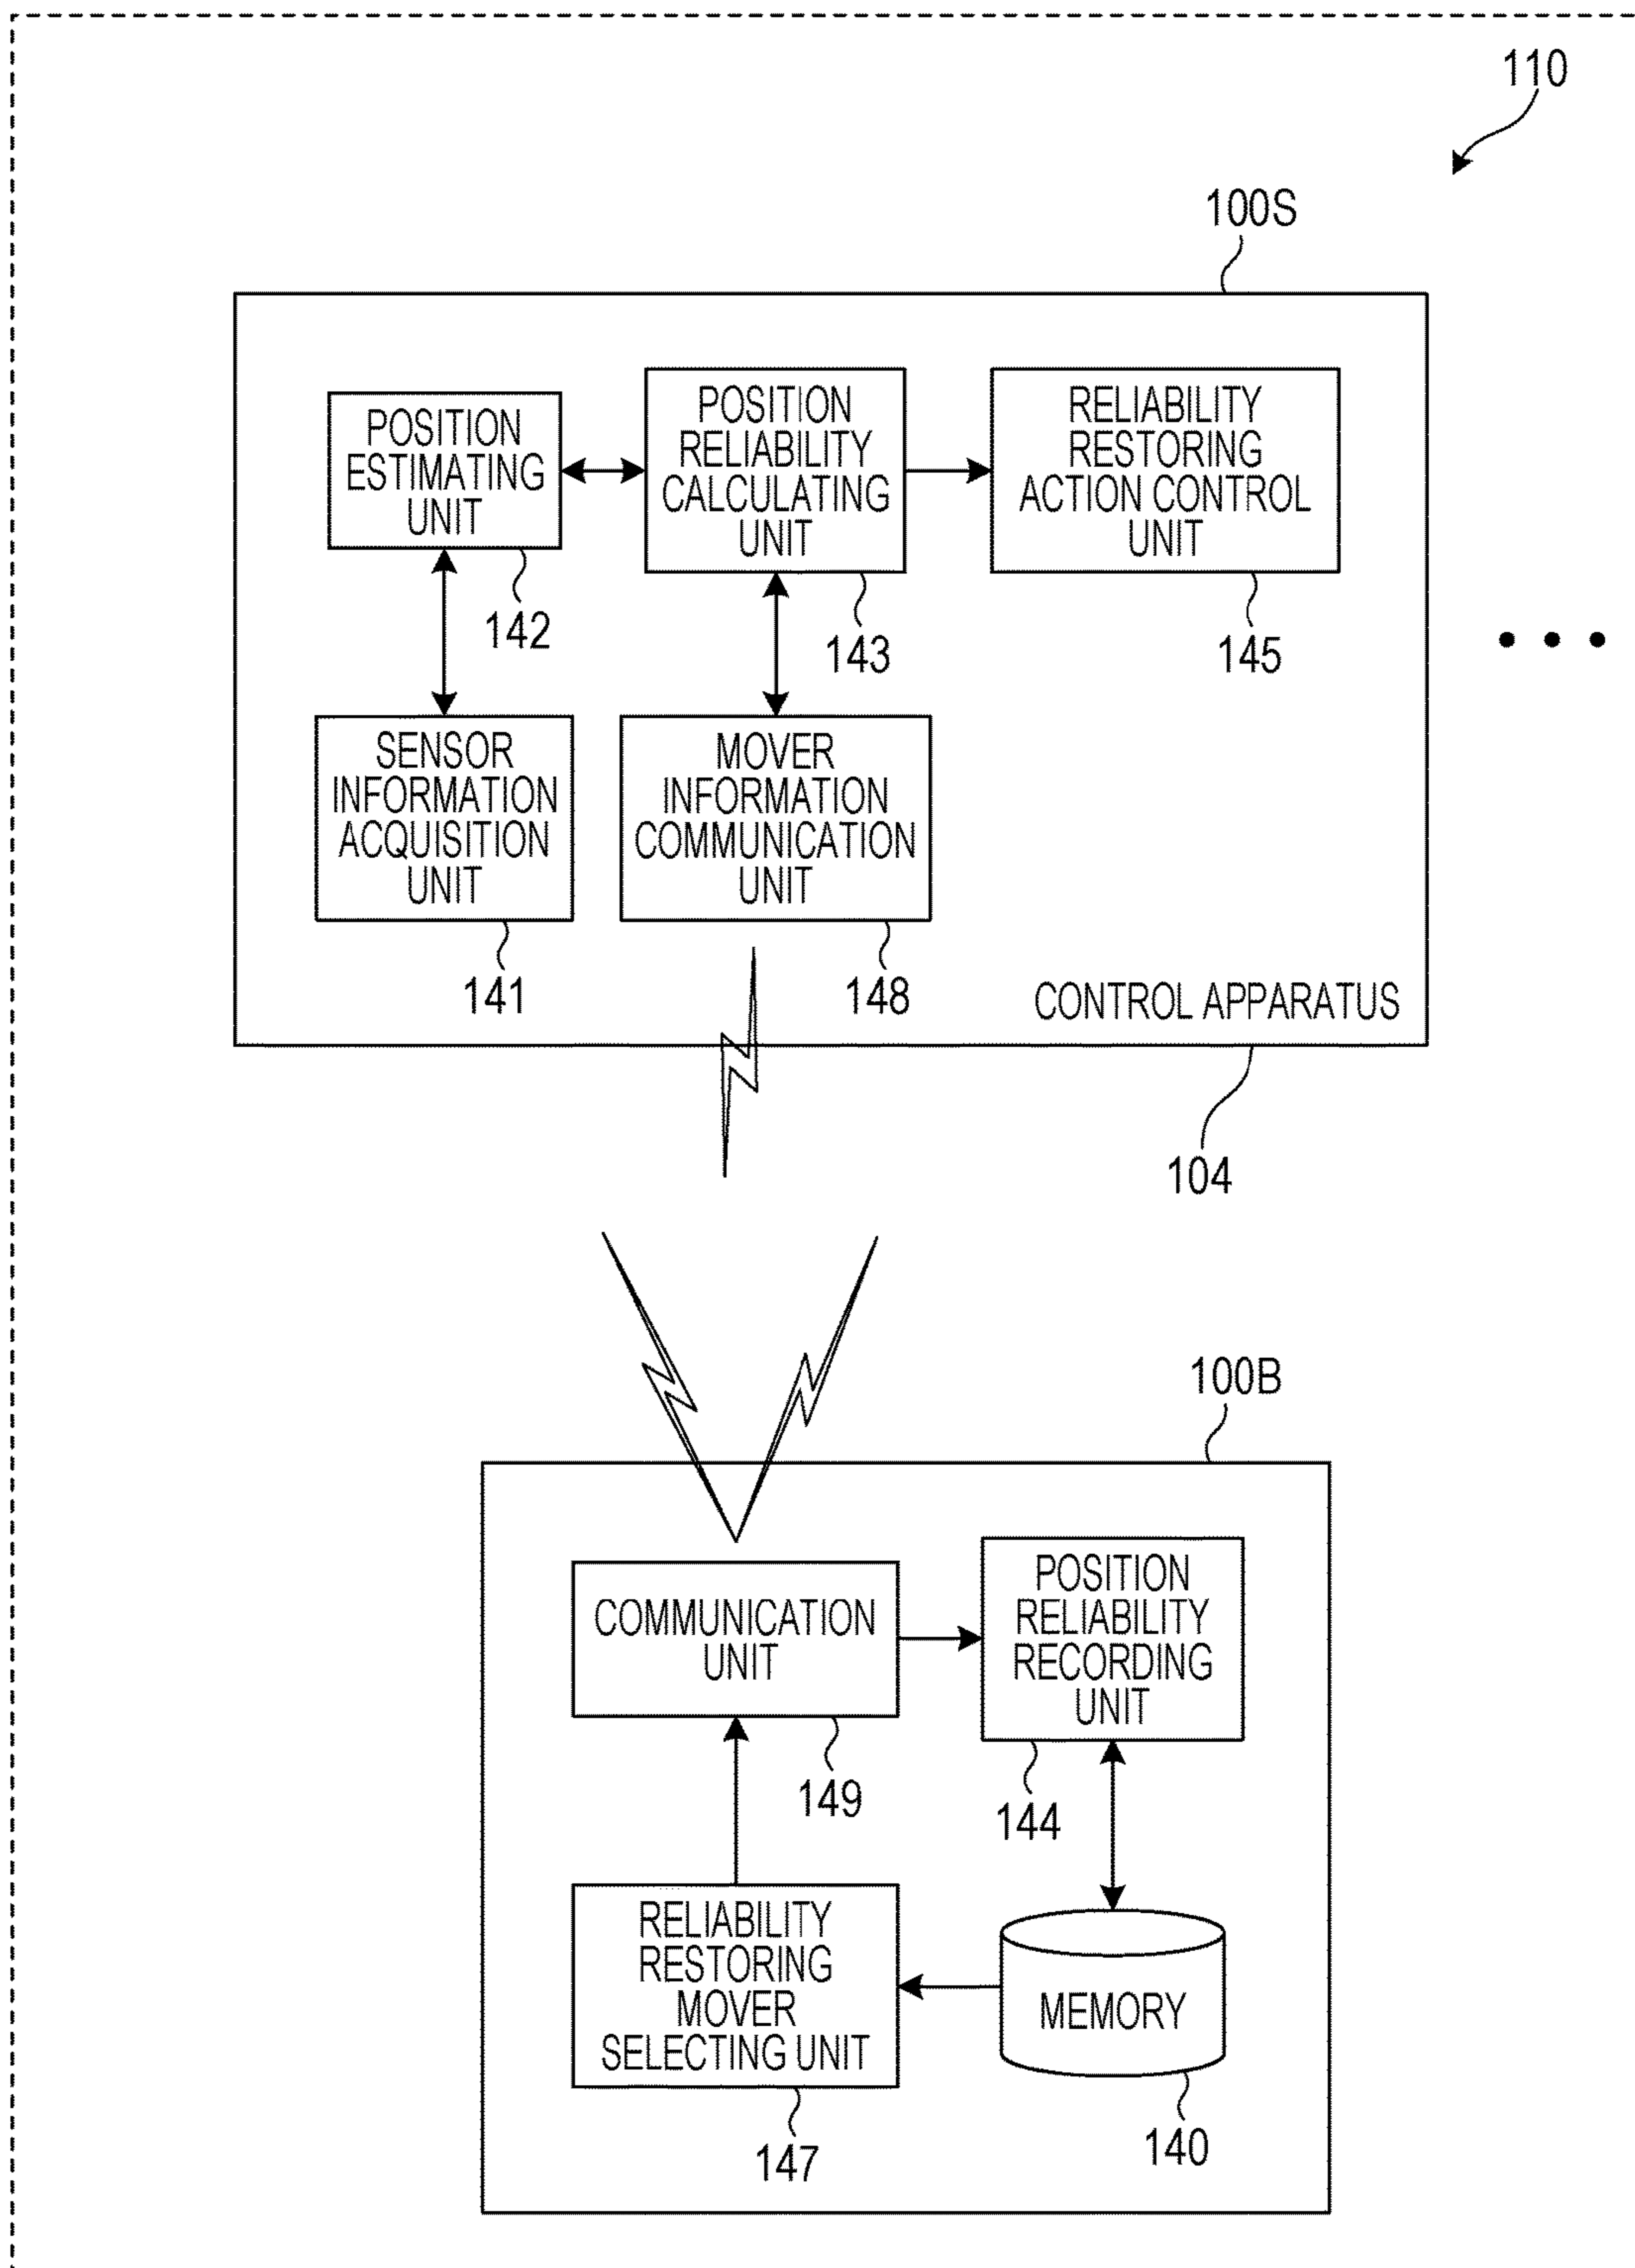 110
100S
POSITION
ESTIMATING
UNIT
142
POSITION
RELIABILITY
CALCULATING
UNIT
143
RELIABILITY
RESTORING
ACTION CONTROL
UNIT
145
SENSOR
INFORMATION
ACQUISITION
UNIT
141
MOVER
INFORMATION
COMMUNICATION
UNIT
148
CONTROL APPARATUS
104
100B
COMMUNICATION
UNIT
149
POSITION
RELIABILITY
RECORDING
UNIT
144
RELIABILITY
RESTORING
MOVER
SELECTING UNIT
147
MEMORY
140